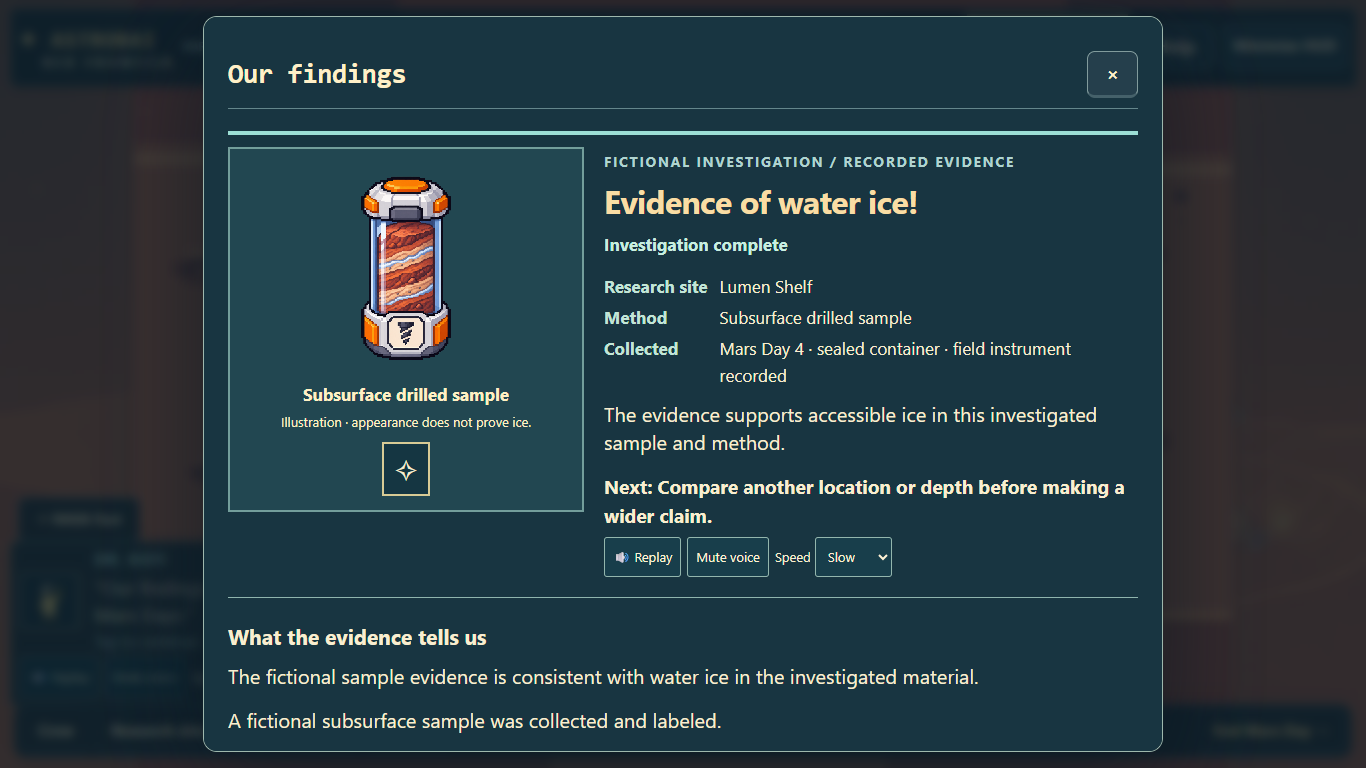 Our findings
×
FICTIONAL INVESTIGATION / RECORDED EVIDENCE
Evidence of water ice!
Investigation complete
Research site Lumen Shelf
Method Subsurface drilled sample
Collected Mars Day 4 · sealed container · field instrument
recorded
Subsurface drilled sample
Illustration · appearance does not prove ice.
The evidence supports accessible ice in this investigated
sample and method.
Next: Compare another location or depth before making a
wider claim.
Replay Mute voice Speed Slow
What the evidence tells us
The fictional sample evidence is consistent with water ice in the investigated material.
A fictional subsurface sample was collected and labeled.